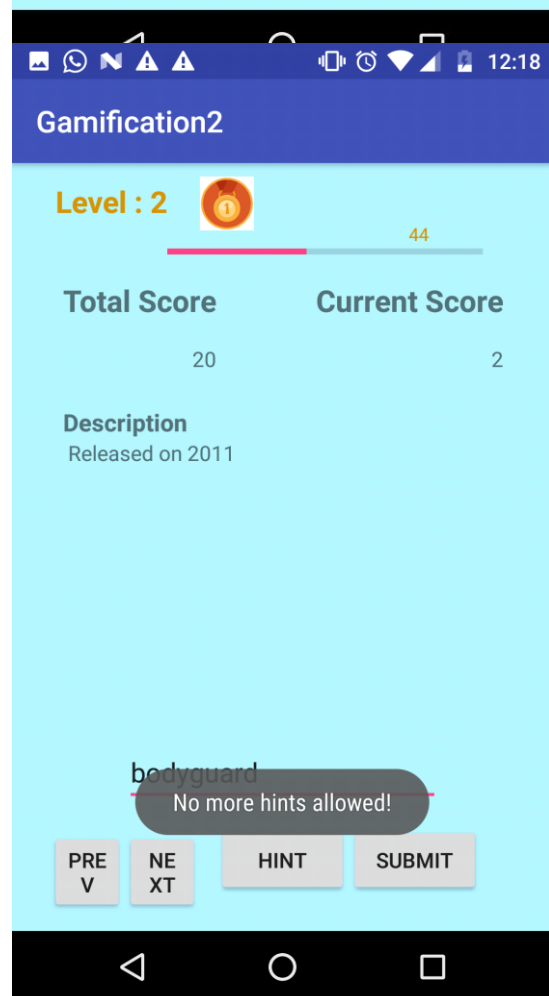 12:18
Gamification2
Level : 2
1
44
Total Score Current Score
20 2
Description
Released on 2011
bodyguard
No more hints allowed!
PRE
V
NE
XT
HINT SUBMIT